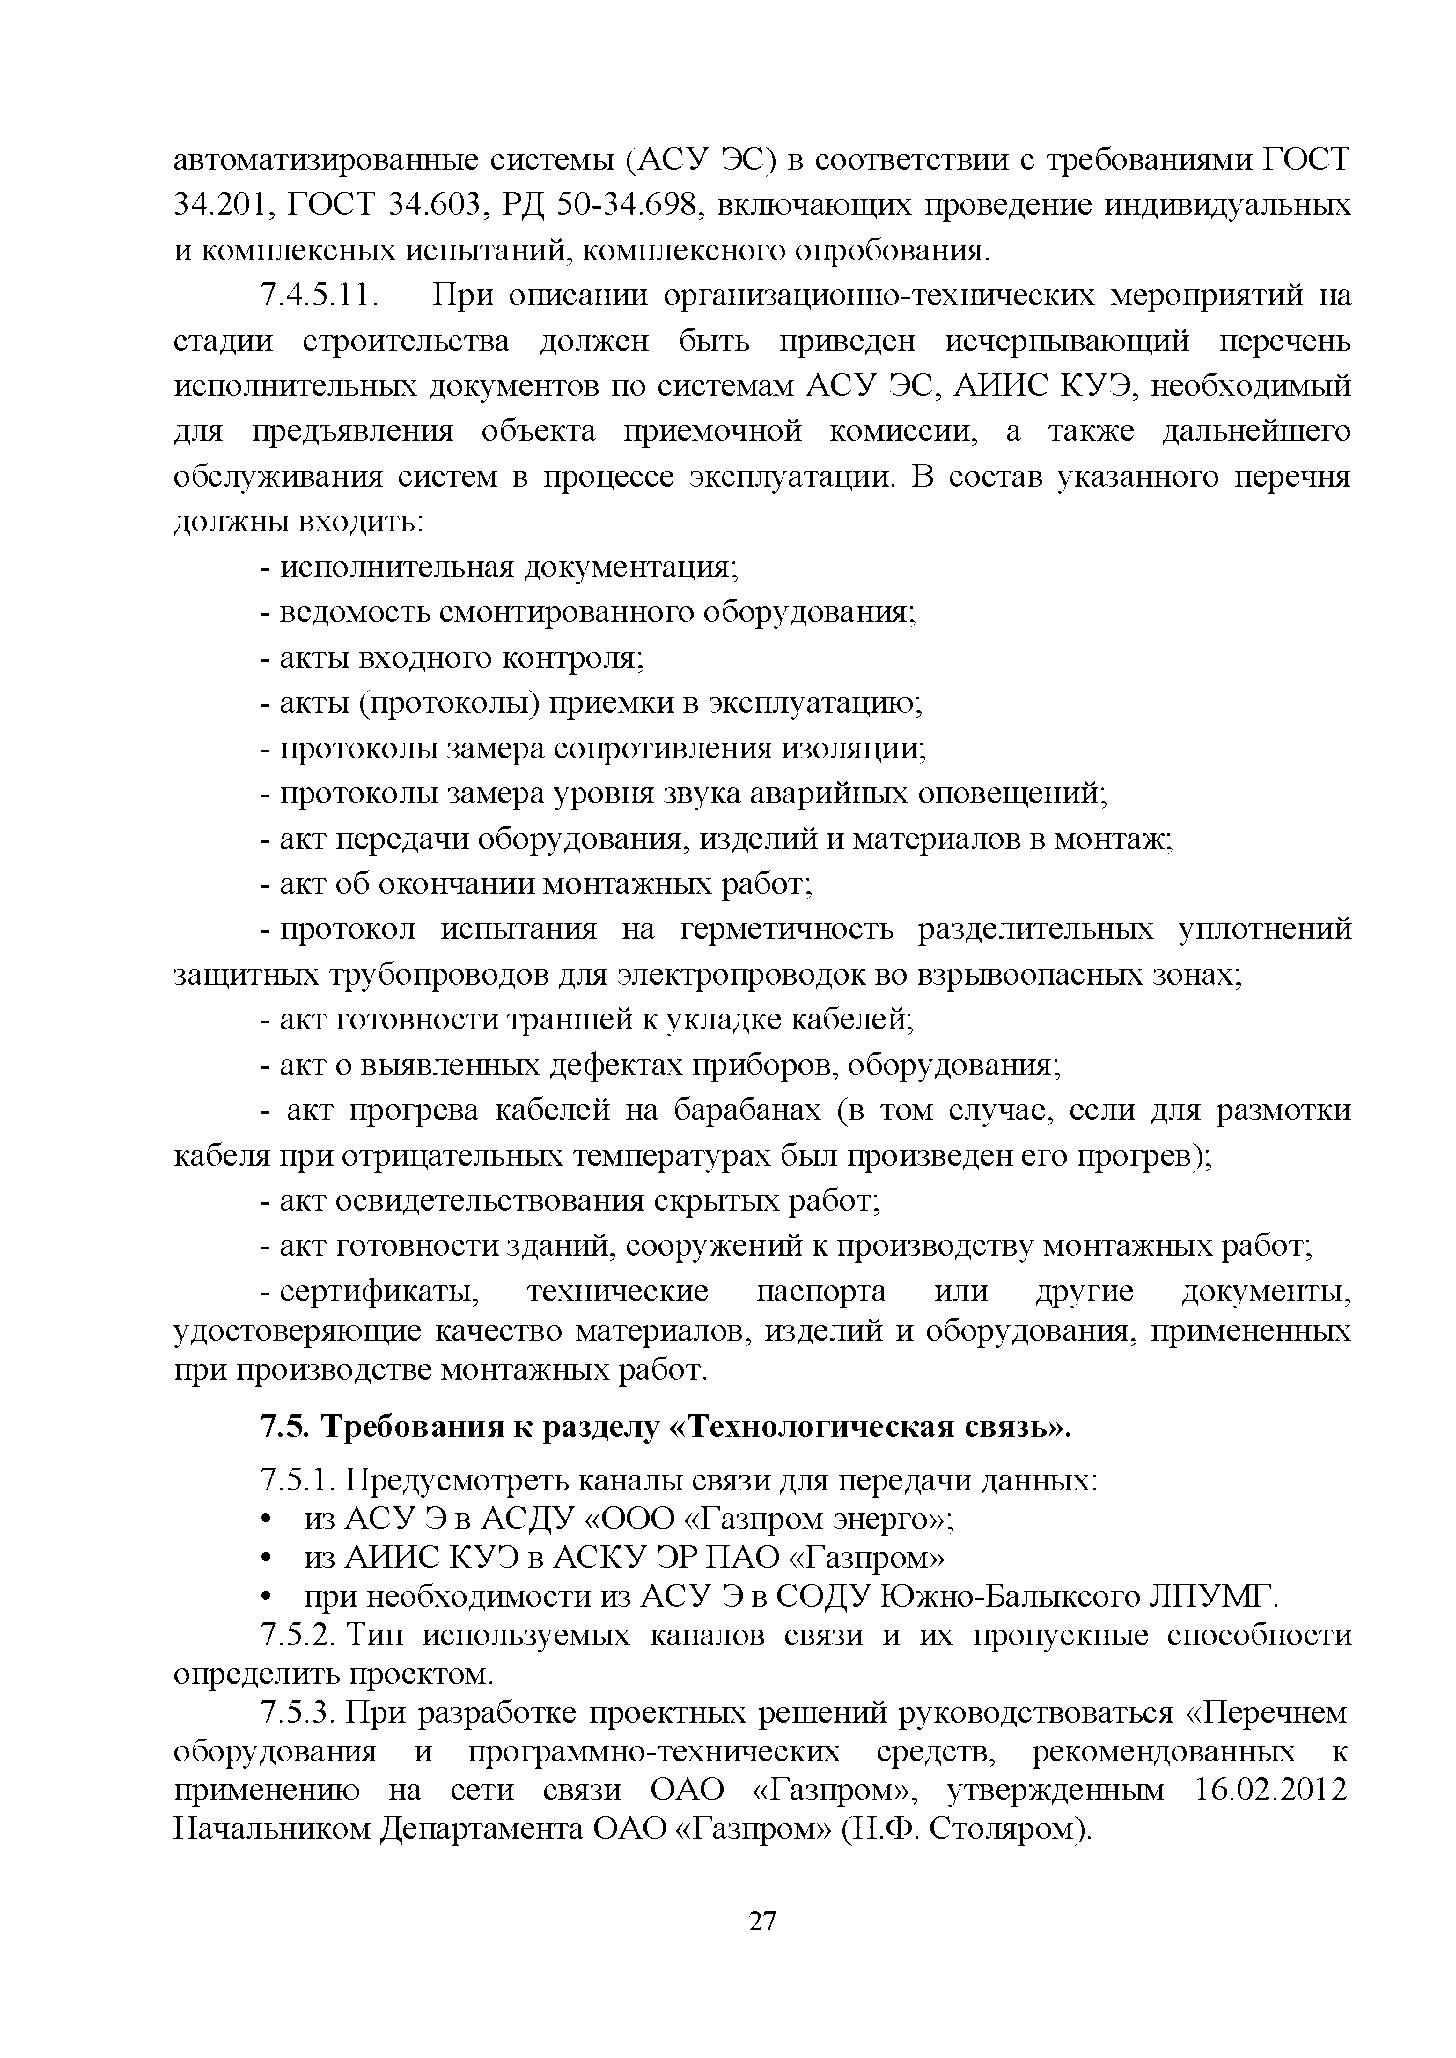 автоматизированные системы (АСУ ЭС) в соответствии с требованиями ГОСТ
34.201, ГОСТ 34.603, РД 50-34.698, включающих проведение индивидуальных
и комплексных испытаний, комплексного опробования.
7.4.5.11. При описании организационно-технических мероприятий на
стадии строительства должен быть приведен исчерпывающий перечень
исполнительных документов по системам АСУ ЭС, АИИС КУЭ, необходимый
для предъявления объекта приемочной комиссии, а также дальнейшего
обслуживания систем в процессе эксплуатации. В состав указанного перечня
должны входить:
- исполнительная документация;
- ведомость смонтированного оборудования;
- акты входного контроля;
- акты (протоколы) приемки в эксплуатацию;
- протоколы замера сопротивления изоляции;
- протоколы замера уровня звука аварийных оповещений;
- акт передачи оборудования, изделий и материалов в монтаж;
- акт об окончании монтажных работ;
- протокол испытания на герметичность разделительных уплотнений
защитных трубопроводов для электропроводок во взрывоопасных зонах;
- акт готовности траншей к укладке кабелей;
- акт о выявленных дефектах приборов, оборудования;
- акт прогрева кабелей на барабанах (в том случае, если для размотки
кабеля при отрицательных температурах был произведен его прогрев);
- акт освидетельствования скрытых работ;
- акт готовности зданий, сооружений к производству монтажных работ;
- сертификаты, технические паспорта или другие документы,
удостоверяющие качество материалов, изделий и оборудования, примененных
при производстве монтажных работ.
7.5. Требования к разделу «Технологическая связь».
7.5.1. Предусмотреть каналы связи для передачи данных:
• из АСУ Э в АСДУ «ООО «Газпром энерго»;
• из АИИС КУЭ в АСКУ ЭР ПАО «Газпром»
• при необходимости из АСУ Э в СОДУ Южно-Балыксого ЛПУМГ.
7.5.2. Тип используемых каналов связи и их пропускные способности
определить проектом.
7.5.3. При разработке проектных решений руководствоваться «Перечнем
оборудования и программно-технических средств, рекомендованных к
применению на сети связи ОАО «Газпром», утвержденным 16.02.2012
Начальником Департамента ОАО «Газпром» (Н.Ф. Столяром).
27